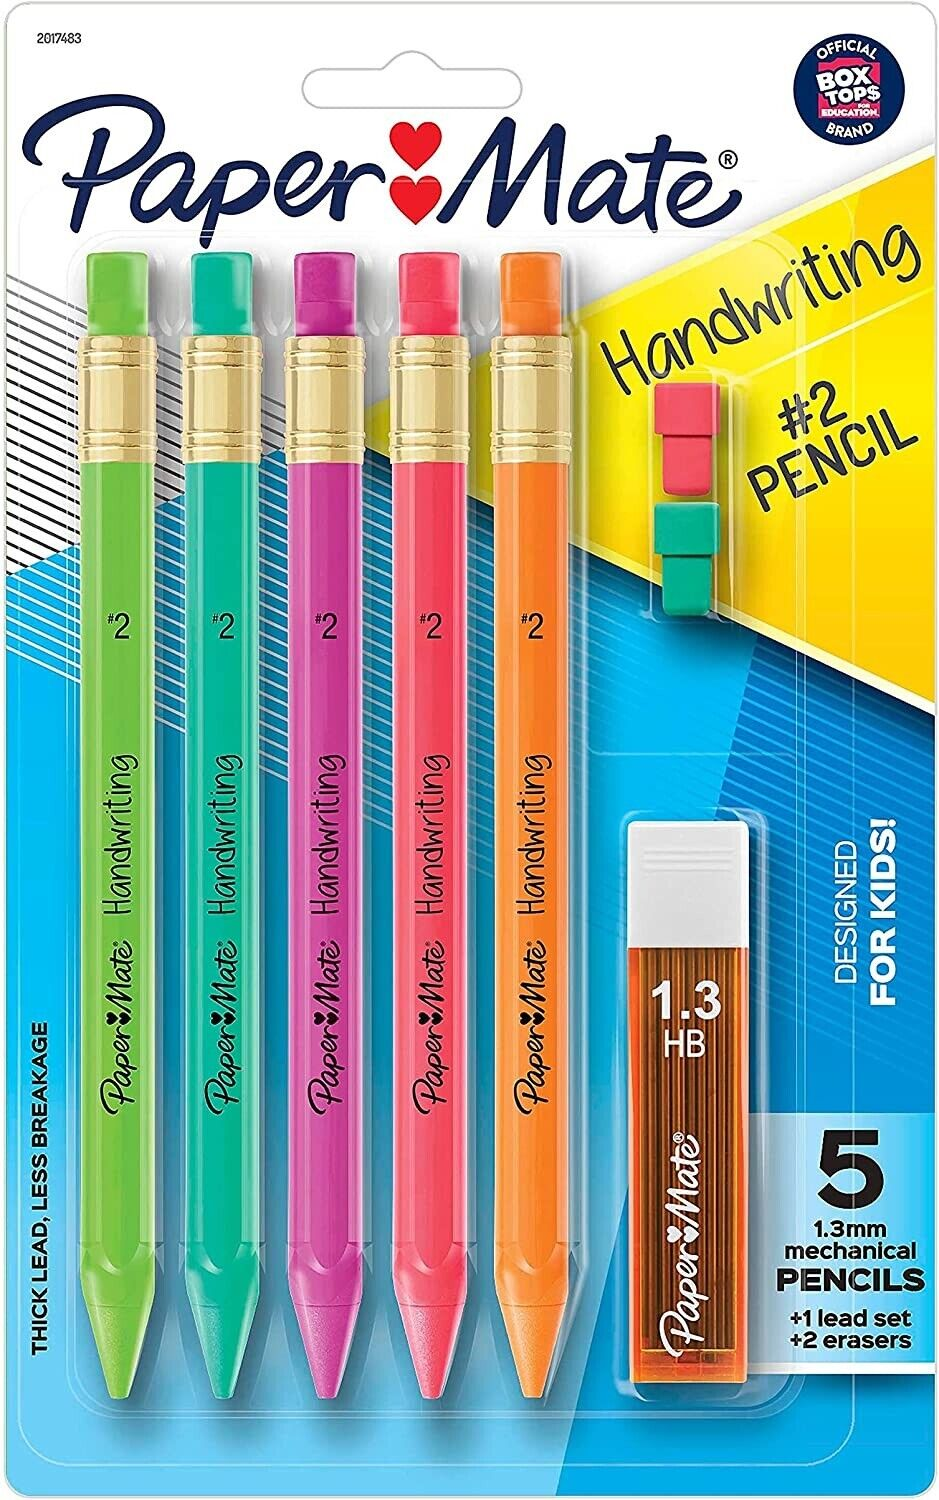 2017483
OFFICIAL
BOX
TOPS
FOR
EDUCATION
BRAND
Paper Mate®
Handwriting
#2
PENCIL
#2
Handwriting
Paper Mate®
#2
Handwriting
Paper Mate®
#2
Handwriting
Paper Mate®
#2
Handwriting
Paper Mate®
#2
Handwriting
Paper Mate®
DESIGNED
FOR KIDS!
1.3
HB
Paper Mate®
THICK LEAD, LESS BREAKAGE
5
1.3mm
mechanical
PENCILS
+1 lead set
+2 erasers